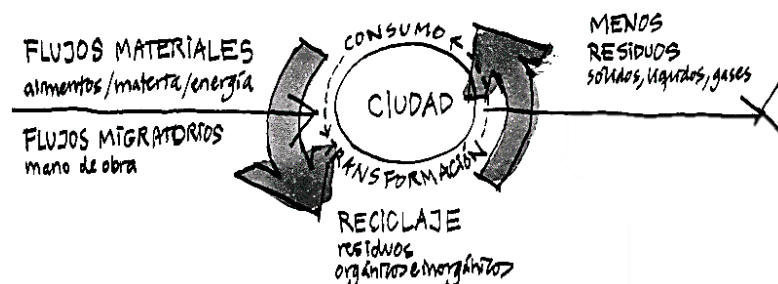 FLUJOS MATERIALES
alimentos/materia/energía
FLUJOS MIGRATORIOS
mano de obra
CONSUMO
CIUDAD
TRANSFORMACIÓN
RECICLAJE
residuos
orgánicos e inorgánicos
MENOS
RESIDUOS
sólidos, líquidos, gases